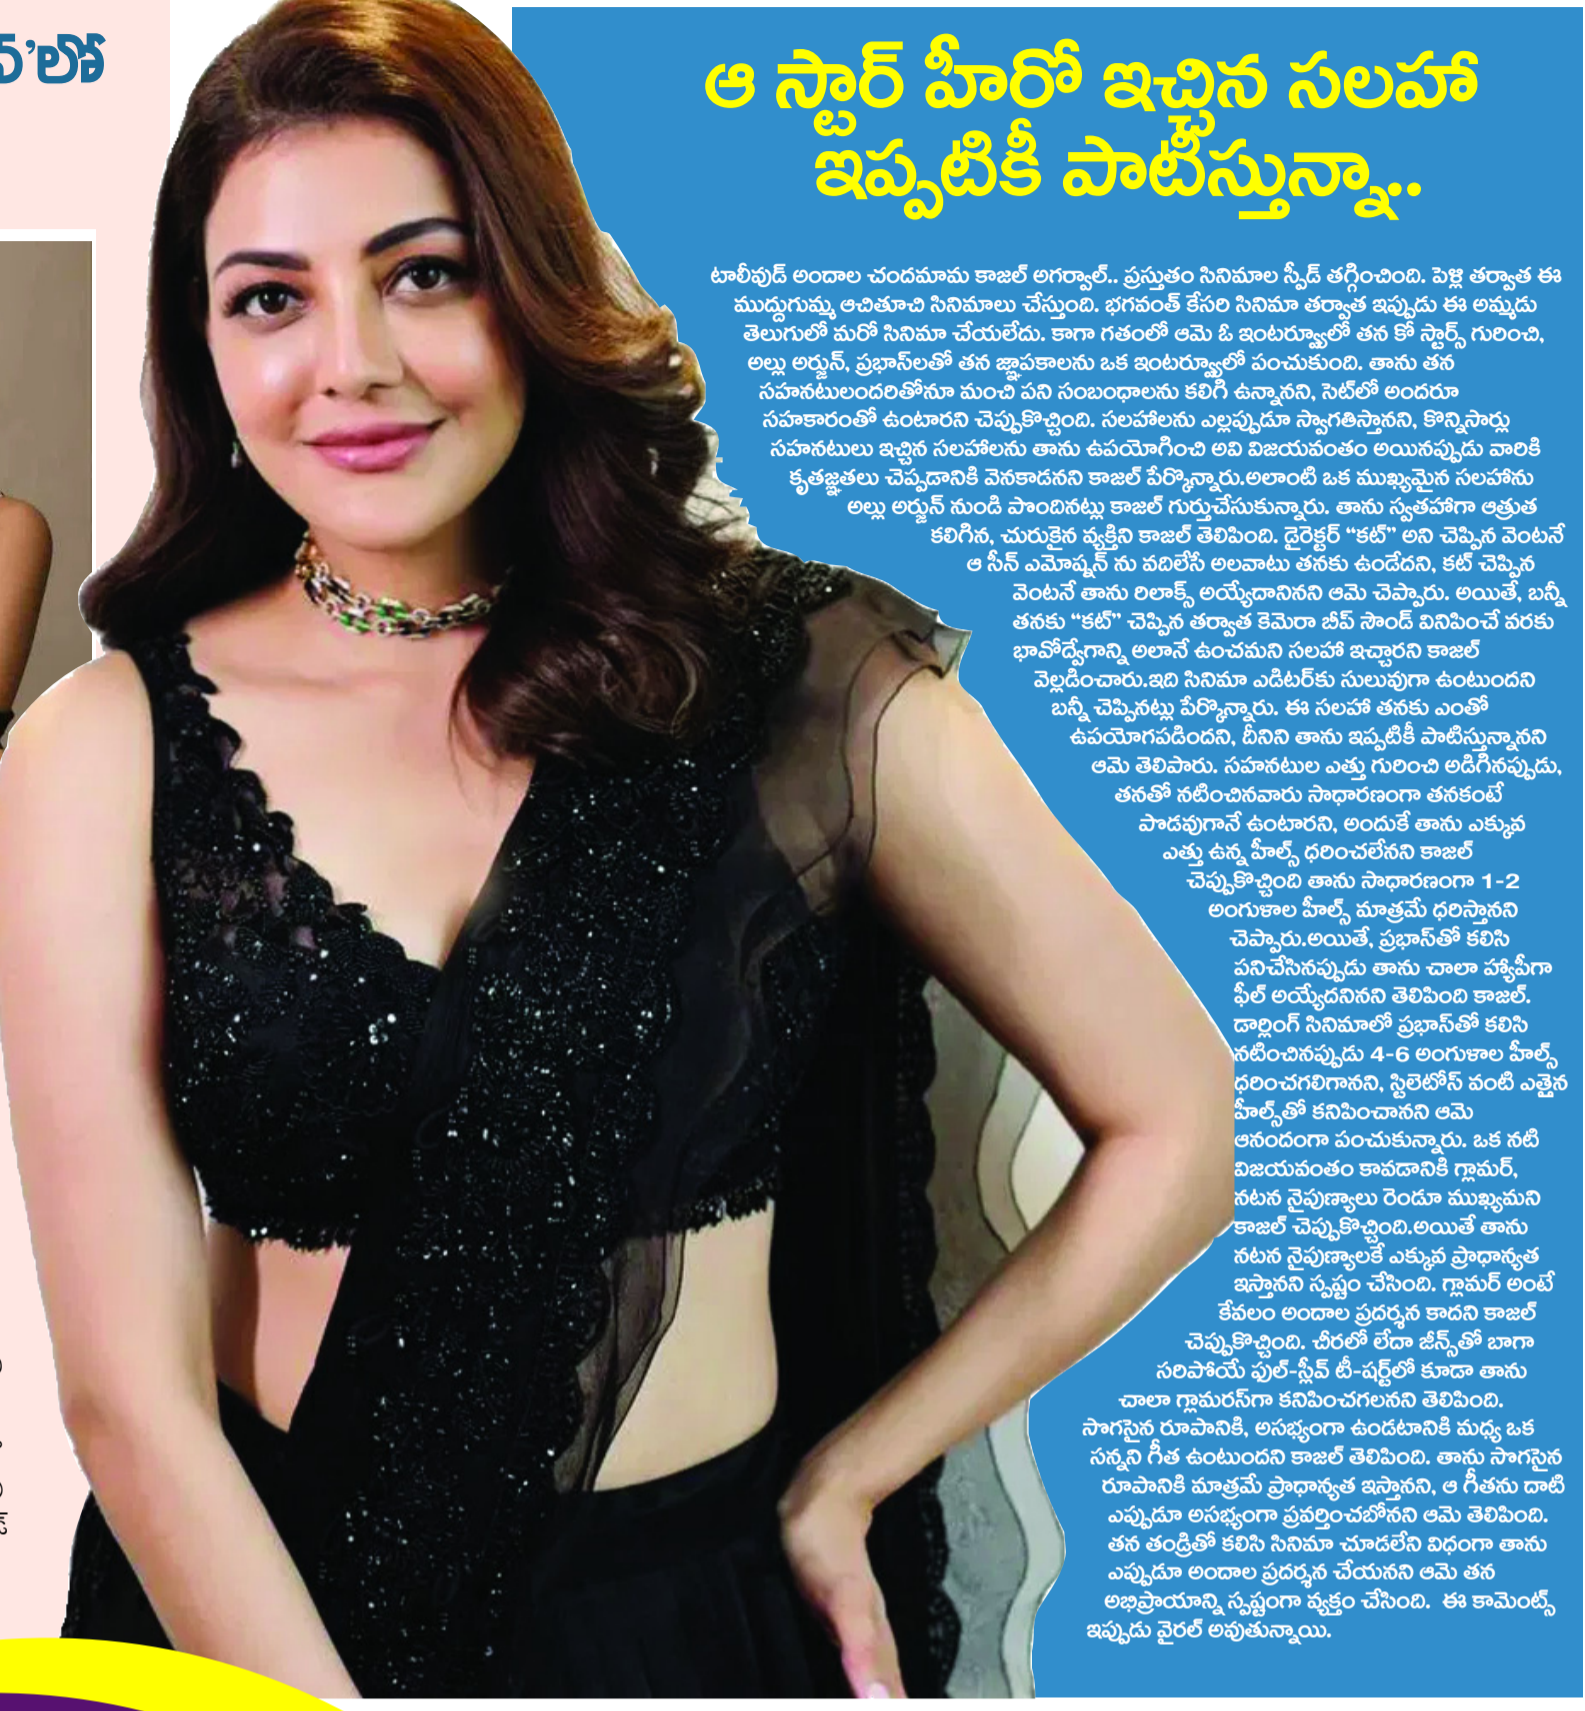 ఆ స్టార్ హీరో ఇచ్చిన సలహా
ఇప్పటికీ పాటిస్తున్నా..
టాలీవుడ్ అందాల చందమామ కాజల్ అగర్వాల్.. ప్రస్తుతం సినిమాల స్పీడ్ తగ్గించింది. పెళ్లి తర్వాత ఈ
ముద్దుగుమ్మ ఆచితూచి సినిమాలు చేస్తుంది. భగవంత్ కేసరి సినిమా తర్వాత ఇప్పుడు ఈ అమ్మడు
తెలుగులో మరో సినిమా చేయలేదు. కాగా గతంలో ఆమె ఓ ఇంటర్వ్యూలో తన కో స్టార్స్ గురించి,
అల్లు అర్జున్, ప్రభాస్‌లతో తన జ్ఞాపకాలను ఒక ఇంటర్వ్యూలో పంచుకుంది. తాను తన
సహనటులందరితోనూ మంచి పని సంబంధాలను కలిగి ఉన్నానని, సెట్‌లో అందరూ
సహకారంతో ఉంటారని చెప్పుకొచ్చింది. సలహాలను ఎల్లప్పుడూ స్వాగతిస్తానని, కొన్నిసార్లు
సహనటులు ఇచ్చిన సలహాలను తాను ఉపయోగించి అవి విజయవంతం అయినప్పుడు వారికి
కృతజ్ఞతలు చెప్పడానికి వెనకాడనని కాజల్ పేర్కొన్నారు.అలాంటి ఒక ముఖ్యమైన సలహాను
అల్లు అర్జున్ నుండి పొందినట్లు కాజల్ గుర్తుచేసుకున్నారు. తాను స్వతహాగా ఆత్రుత
కలిగిన, చురుకైన వ్యక్తిని కాజల్ తెలిపింది. డైరెక్టర్ “కట్” అని చెప్పిన వెంటనే
ఆ సీన్ ఎమోషన్ ను వదిలేసే అలవాటు తనకు ఉండేదని, కట్ చెప్పిన
వెంటనే తాను రిలాక్స్ అయ్యేదానినని ఆమె చెప్పారు. అయితే, బన్నీ
తనకు “కట్” చెప్పిన తర్వాత కెమెరా బీప్ సౌండ్ వినిపించే వరకు
భావోద్వేగాన్ని అలానే ఉంచమని సలహా ఇచ్చారని కాజల్
వెల్లడించారు.ఇది సినిమా ఎడిటర్‌కు సులువుగా ఉంటుందని
బన్నీ చెప్పినట్లు పేర్కొన్నారు. ఈ సలహా తనకు ఎంతో
ఉపయోగపడిందని, దీనిని తాను ఇప్పటికీ పాటిస్తున్నానని
ఆమె తెలిపారు. సహనటుల ఎత్తు గురించి అడిగినప్పుడు,
తనతో నటించినవారు సాధారణంగా తనకంటే
పొడవుగానే ఉంటారని, అందుకే తాను ఎక్కువ
ఎత్తు ఉన్న హీల్స్ ధరించలేనని కాజల్
చెప్పుకొచ్చింది తాను సాధారణంగా 1-2
అంగుళాల హీల్స్ మాత్రమే ధరిస్తానని
చెప్పారు.అయితే, ప్రభాస్‌తో కలిసి
పనిచేసినప్పుడు తాను చాలా హ్యాపీగా
ఫీల్ అయ్యేదనినని తెలిపింది కాజల్.
డార్లింగ్ సినిమాలో ప్రభాస్‌తో కలిసి
నటించినప్పుడు 4-6 అంగుళాల హీల్స్
ధరించగలిగానని, స్టిలెటోస్ వంటి ఎత్తైన
హీల్స్‌తో కనిపించానని ఆమె
ఆనందంగా పంచుకున్నారు. ఒక నటి
విజయవంతం కావడానికి గ్లామర్,
నటన నైపుణ్యాలు రెండూ ముఖ్యమని
కాజల్ చెప్పుకొచ్చింది.అయితే తాను
నటన నైపుణ్యాలకే ఎక్కువ ప్రాధాన్యత
ఇస్తానని స్పష్టం చేసింది. గ్లామర్ అంటే
కేవలం అందాల ప్రదర్శన కాదని కాజల్
చెప్పుకొచ్చింది. చీరలో లేదా జీన్స్‌తో బాగా
సరిపోయే ఫుల్-స్లీవ్ టీ-షర్ట్‌లో కూడా తాను
చాలా గ్లామరస్‌గా కనిపించగలనని తెలిపింది.
సొగసైన రూపానికి, అసభ్యంగా ఉండటానికి మధ్య ఒక
సన్నని గీత ఉంటుందని కాజల్ తెలిపింది. తాను సొగసైన
రూపానికి మాత్రమే ప్రాధాన్యత ఇస్తానని, ఆ గీతను దాటి
ఎప్పుడూ అసభ్యంగా ప్రవర్తించబోనని ఆమె తెలిపింది.
తన తండ్రితో కలిసి సినిమా చూడలేని విధంగా తాను
ఎప్పుడూ అందాల ప్రదర్శన చేయనని ఆమె తన
అభిప్రాయాన్ని స్పష్టంగా వ్యక్తం చేసింది. ఈ కామెంట్స్
ఇప్పుడు వైరల్ అవుతున్నాయి.